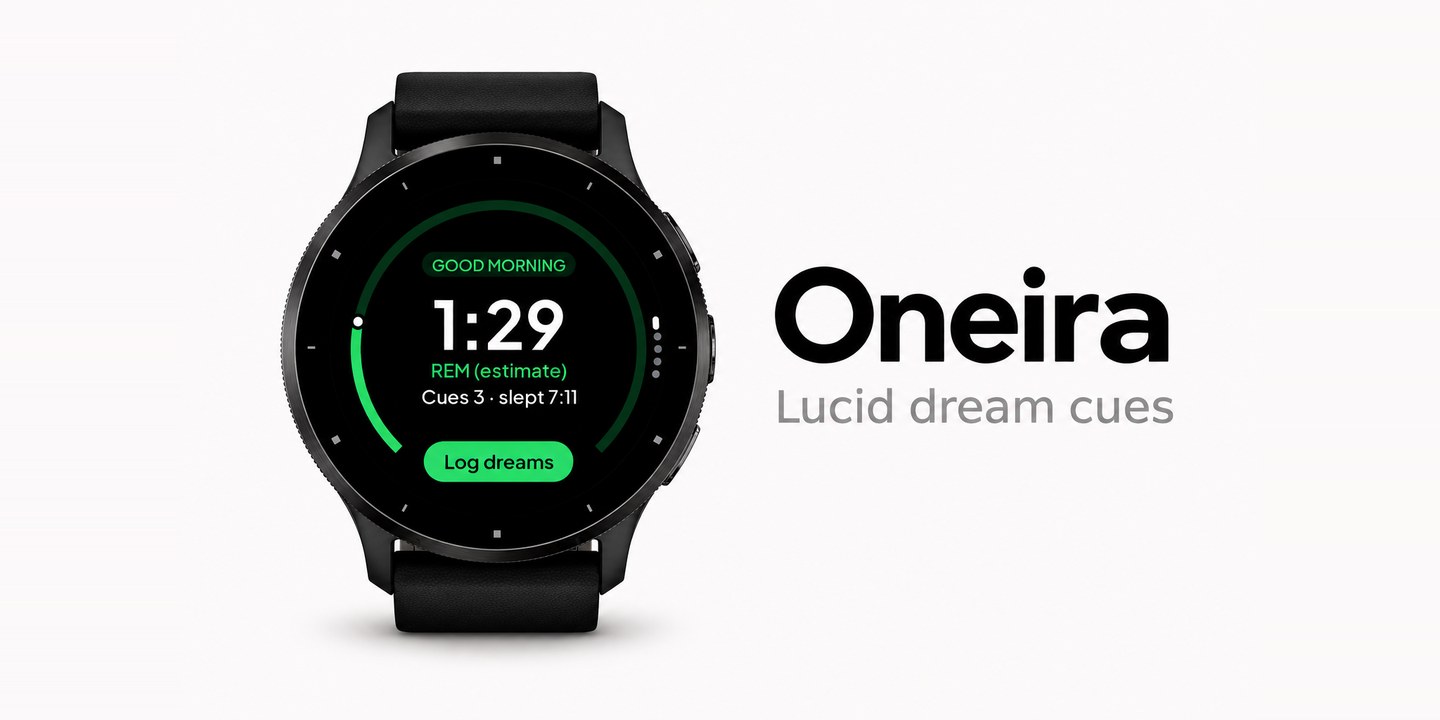 GOOD MORNING
1:29
REM (estimate)
Cues 3 · slept 7:11
Log dreams
Oneira
Lucid dream cues